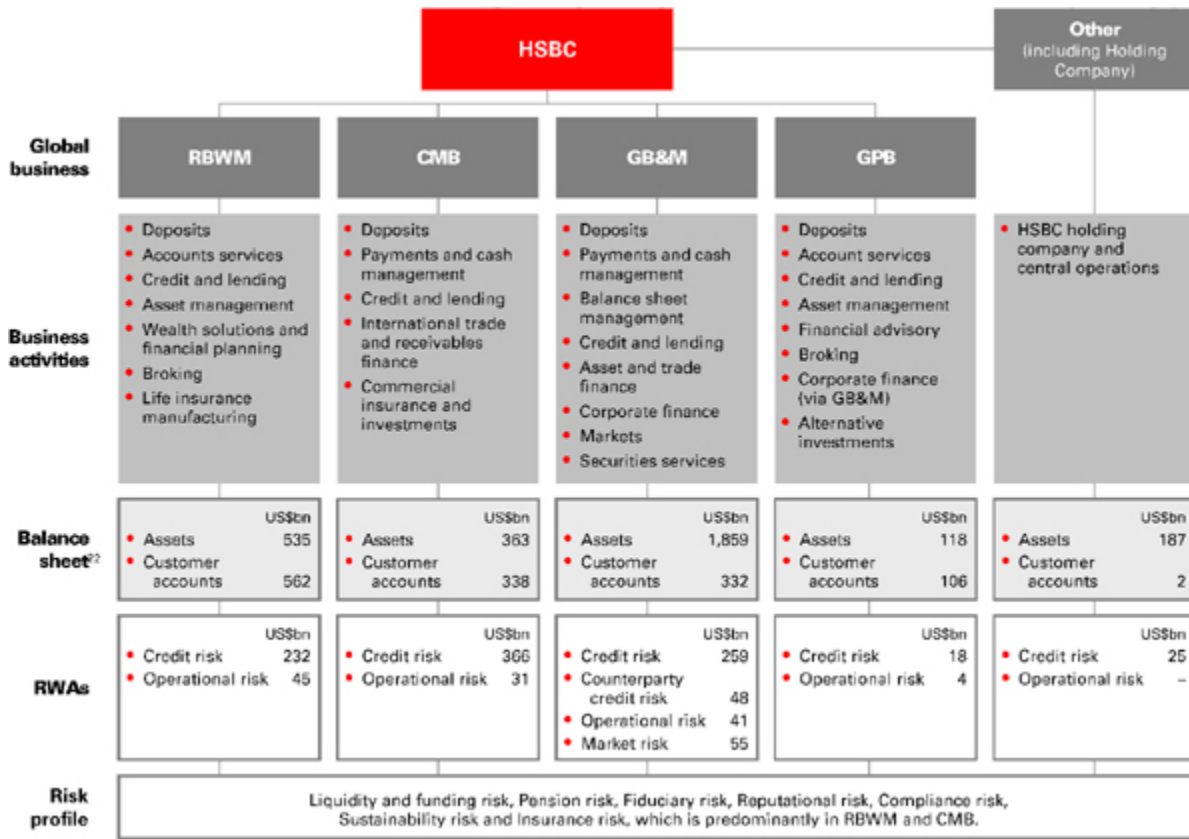 HSBC
Other
(including Holding
Company)
Global
business
RBWM
CMB
GB&M
GPB
Business
activities
• Deposits
• Accounts services
• Credit and lending
• Asset management
• Wealth solutions and
financial planning
• Broking
• Life insurance
manufacturing
• Deposits
• Payments and cash
management
• Credit and lending
• International trade
and receivables
finance
• Commercial
insurance and
investments
• Deposits
• Payments and cash
management
• Balance sheet
management
• Credit and lending
• Asset and trade
finance
• Corporate finance
• Markets
• Securities services
• Deposits
• Account services
• Credit and lending
• Asset management
• Financial advisory
• Broking
• Corporate finance
(via GB&M)
• Alternative
investments
• HSBC holding
company and
central operations
Balance
sheet²²
US$bn
• Assets 535
• Customer
accounts 562
US$bn
• Assets 363
• Customer
accounts 338
US$bn
• Assets 1,859
• Customer
accounts 332
US$bn
• Assets 118
• Customer
accounts 106
US$bn
• Assets 187
• Customer
accounts 2
RWAs
US$bn
• Credit risk 232
• Operational risk 45
US$bn
• Credit risk 366
• Operational risk 31
US$bn
• Credit risk 259
• Counterparty
credit risk 48
• Operational risk 41
• Market risk 55
US$bn
• Credit risk 18
• Operational risk 4
US$bn
• Credit risk 25
• Operational risk –
Risk
profile
Liquidity and funding risk, Pension risk, Fiduciary risk, Reputational risk, Compliance risk,
Sustainability risk and Insurance risk, which is predominantly in RBWM and CMB.